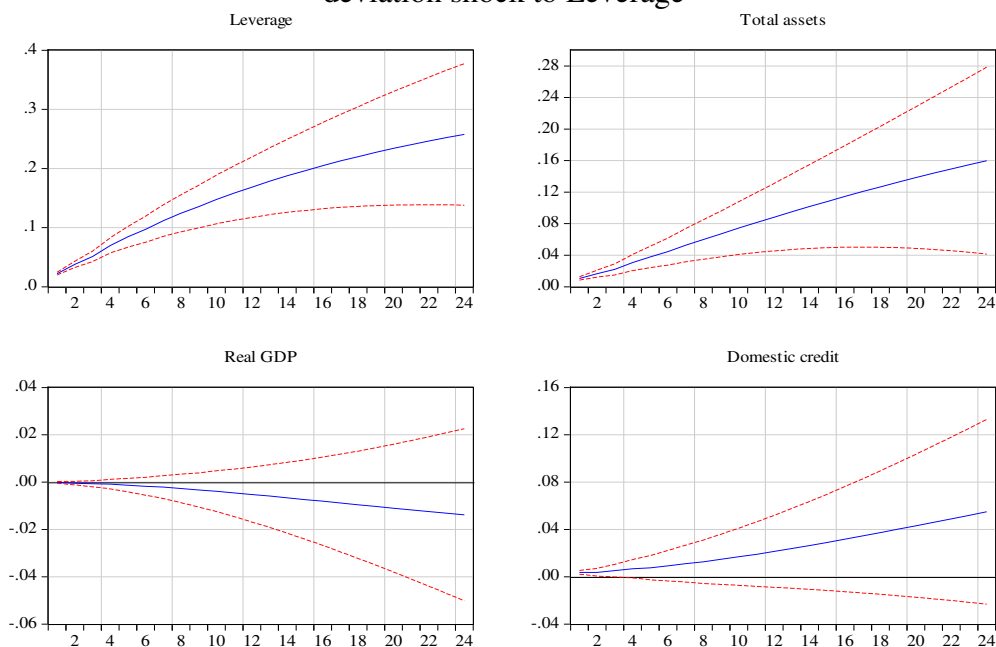 deviation shock to Leverage
Leverage
Total assets
.4
.3
.2
.1
.0
2 4 6 8 10 12 14 16 18 20 22 24
.28
.24
.20
.16
.12
.08
.04
.00
2 4 6 8 10 12 14 16 18 20 22 24
Real GDP
Domestic credit
.04
.02
.00
-.02
-.04
-.06
2 4 6 8 10 12 14 16 18 20 22 24
.16
.12
.08
.04
.00
-.04
2 4 6 8 10 12 14 16 18 20 22 24